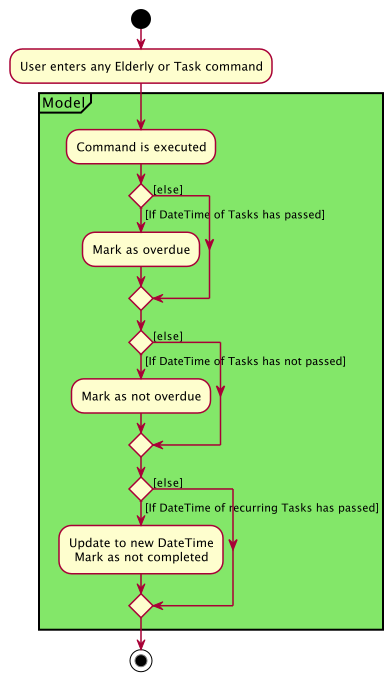 User enters any Elderly or Task command
Model
Command is executed
[else]
[If DateTime of Tasks has passed]
Mark as overdue
[else]
[If DateTime of Tasks has not passed]
Mark as not overdue
[else]
[If DateTime of recurring Tasks has passed]
Update to new DateTime
Mark as not completed